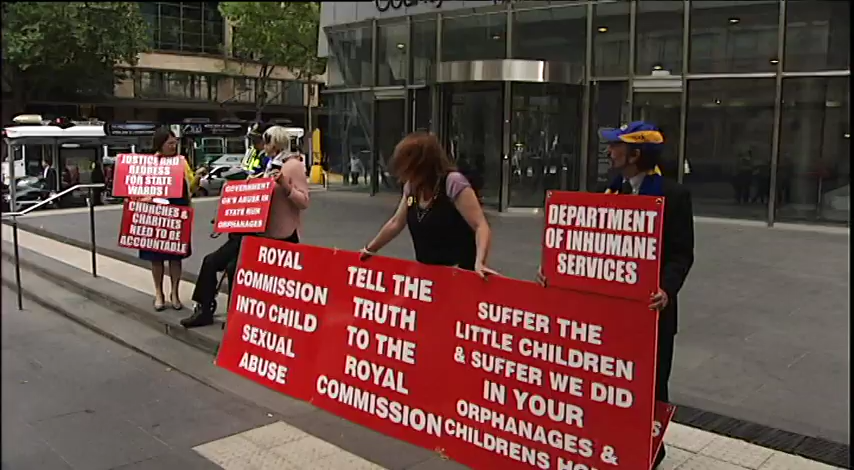 County
JUSTICE AND
REDRESS
FOR STATE
WARDS!
CHURCHES &
CHARITIES
NEED TO BE
ACCOUNTABLE
GOVERNMENT
ABUSE IN
STATE RUN
ORPHANAGES
ROYAL
COMMISSION
INTO CHILD
SEXUAL
ABUSE
TELL THE
TRUTH
TO THE
ROYAL
COMMISSION
DEPARTMENT
OF INHUMANE
SERVICES
SUFFER THE
LITTLE CHILDREN
& SUFFER WE DID
IN YOUR
ORPHANAGES &
CHILDRENS